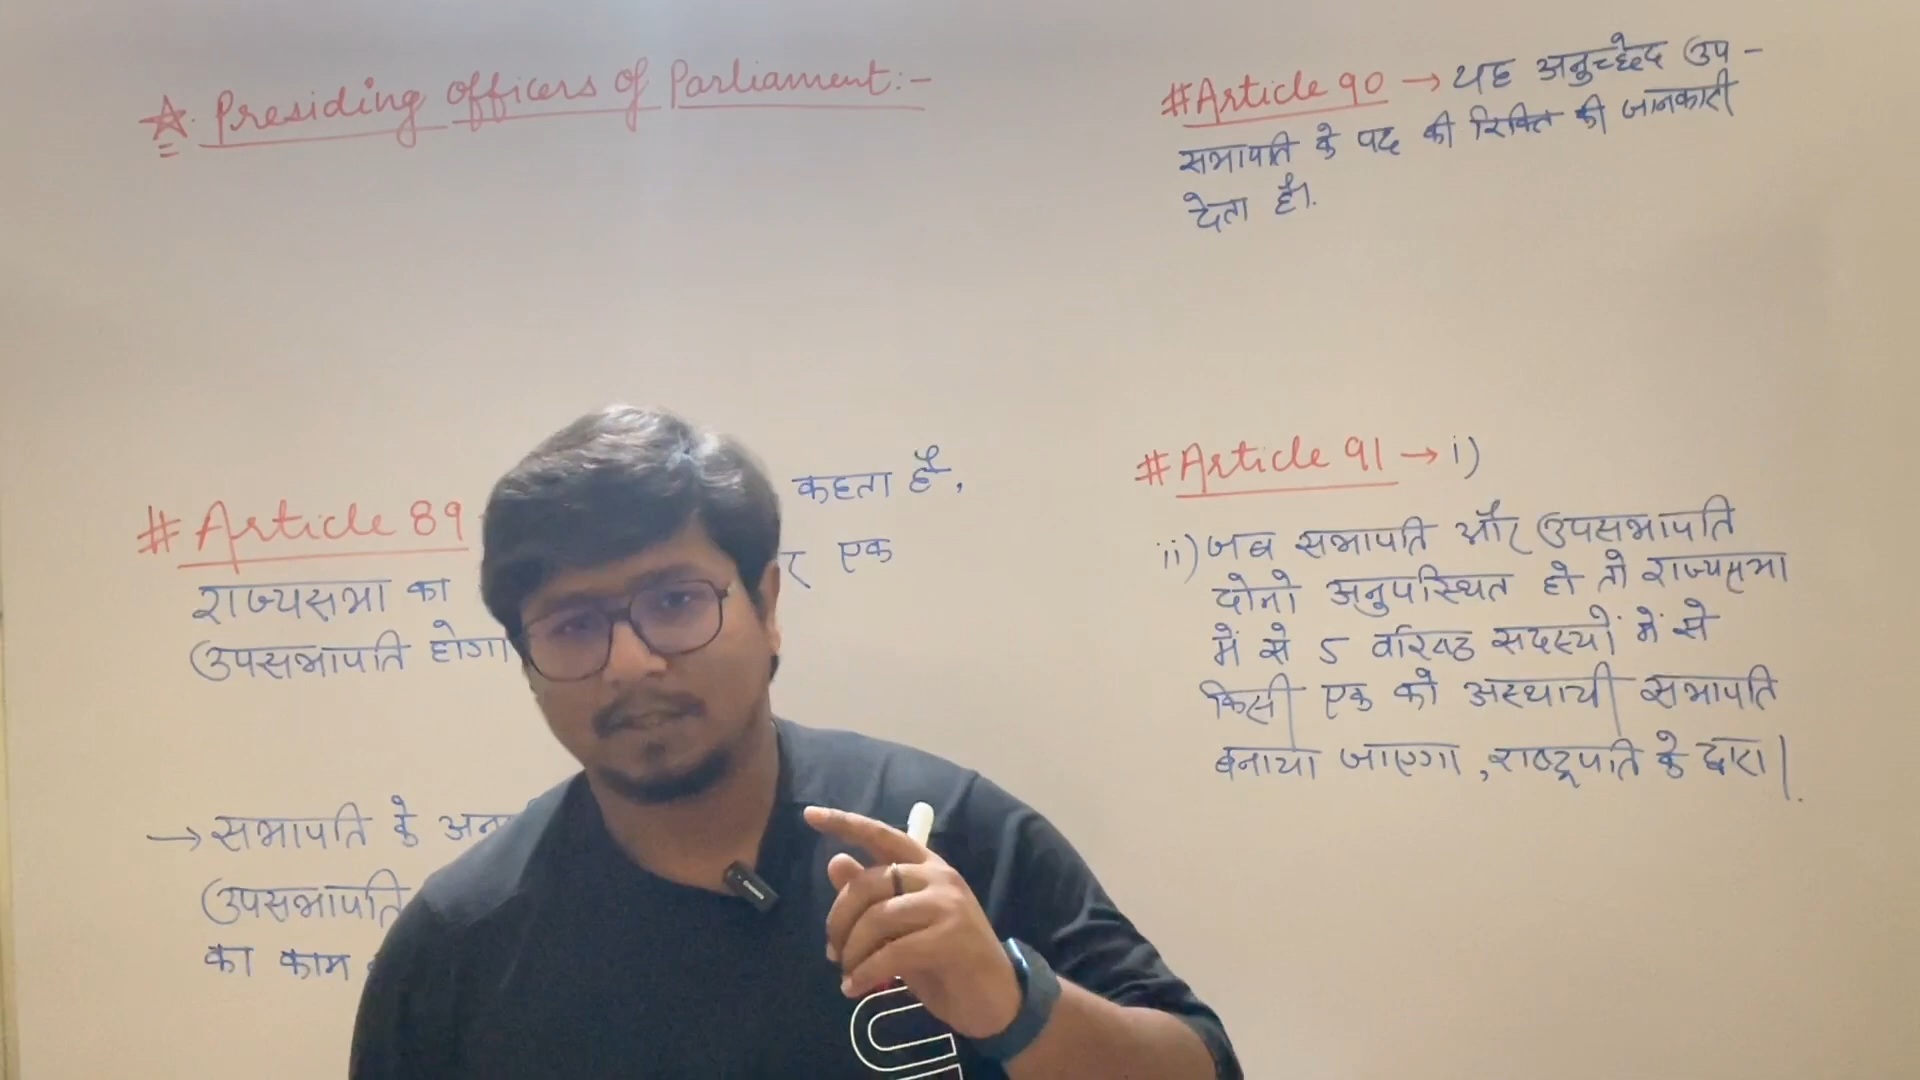 ☆ Presiding officers of Parliament:-
# Article 89
कहता है,
राज्यसभा का
एक
उपसभापति होगा
→ सभापति के
उपसभापति
का काम
# Article 90 → यह अनुच्छेद उप-
सभापति के पद की रिक्ति की जानकारी
देता है।.
# Article 91 → i)
ii) जब सभापति और उपसभापति
दोनो अनुपस्थित हो तो राज्यसभा
में से 5 वरिष्ठ सदस्यों में से
किसी एक को अस्थायी सभापति
बनाया जाएगा, राष्ट्रपति के द्वारा|.